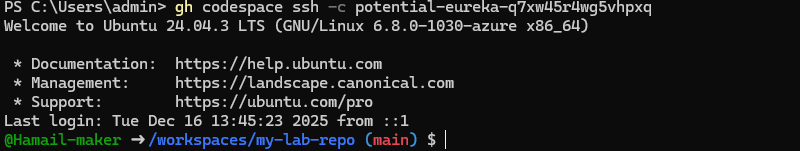 PS C:\Users\admin> gh codespace ssh -c potential-eureka-q7xw45r4wg5vhpxq
Welcome to Ubuntu 24.04.3 LTS (GNU/Linux 6.8.0-1030-azure x86_64)
* Documentation:  https://help.ubuntu.com
* Management:     https://landscape.canonical.com
* Support:        https://ubuntu.com/pro
Last login: Tue Dec 16 13:45:23 2025 from ::1
@Hamail-maker ➜ /workspaces/my-lab-repo (main) $